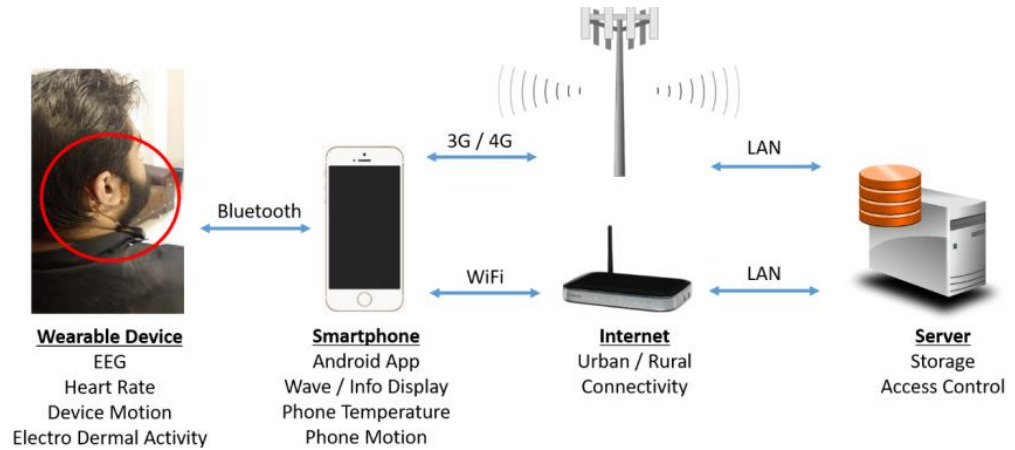 3G / 4G
LAN
Bluetooth
WiFi
LAN
Wearable Device
EEG
Heart Rate
Device Motion
Electro Dermal Activity
Smartphone
Android App
Wave / Info Display
Phone Temperature
Phone Motion
Internet
Urban / Rural
Connectivity
Server
Storage
Access Control